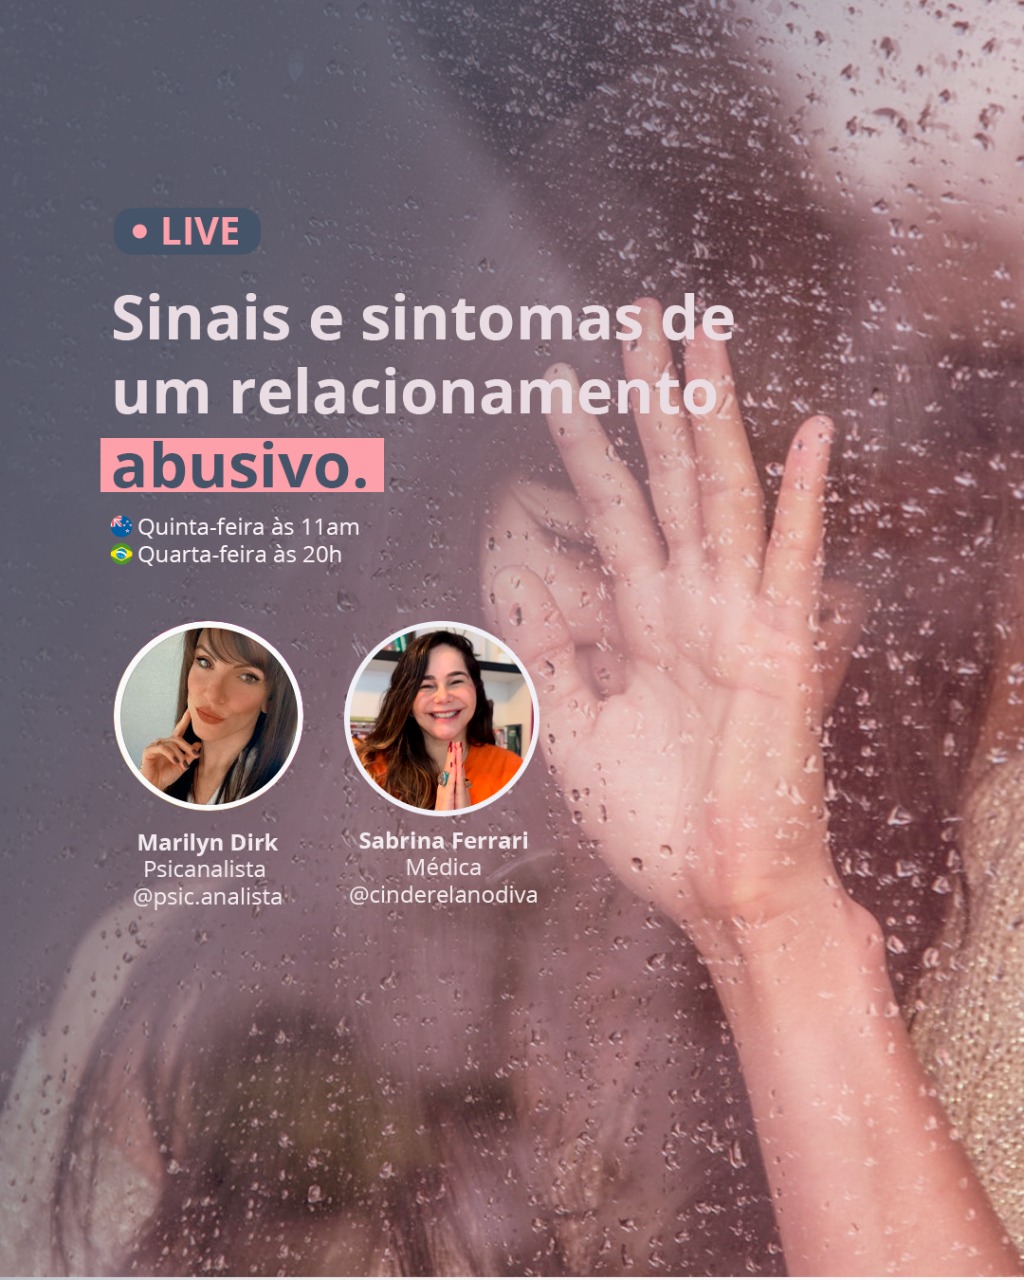 • LIVE
Sinais e sintomas de
um relacionamento
abusivo.
Quinta-feira às 11am
Quarta-feira às 20h
Marilyn Dirk
Psicanalista
@psic.analista
Sabrina Ferrari
Médica
@cinderelanodiva